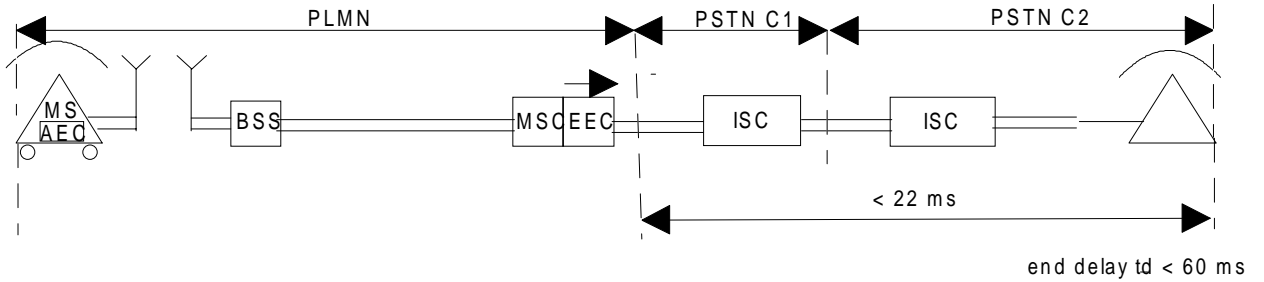 PLMN
PSTN C1
PSTN C2
MS
AEC
BSS
MSC
EEC
ISC
ISC
< 22 ms
end delay td < 60 ms